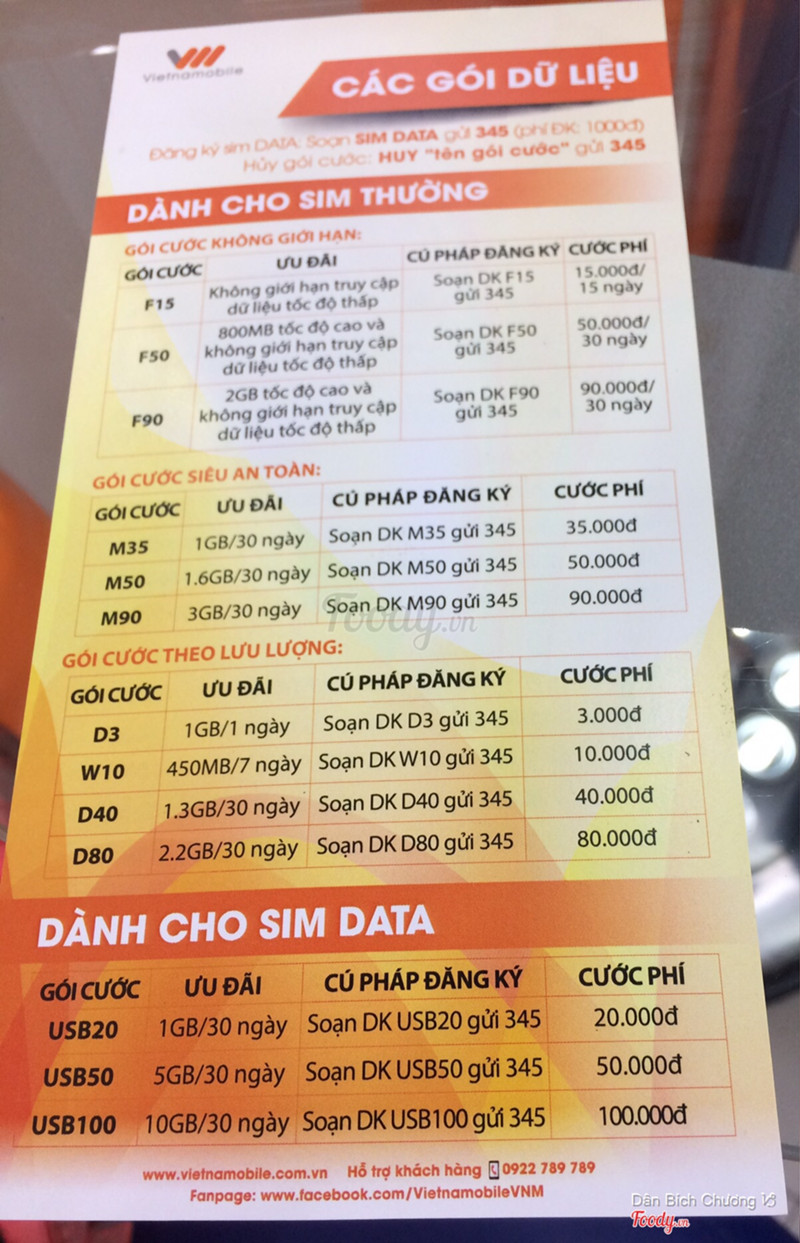 Vietnamobile
CÁC GÓI DỮ LIỆU
Đăng ký sim DATA: Soạn SIM DATA gửi 345 (phí ĐK: 1000đ)
Hủy gói cước: HUY "tên gói cước" gửi 345
DÀNH CHO SIM THƯỜNG
GÓI CƯỚC KHÔNG GIỚI HẠN:
GÓI CƯỚC ƯU ĐÃI CÚ PHÁP ĐĂNG KÝ CƯỚC PHÍ
F15 Không giới hạn truy cập dữ liệu tốc độ thấp Soạn DK F15 gửi 345 15.000đ/ 15 ngày
F50 800MB tốc độ cao và không giới hạn truy cập dữ liệu tốc độ thấp Soạn DK F50 gửi 345 50.000đ/ 30 ngày
F90 2GB tốc độ cao và không giới hạn truy cập dữ liệu tốc độ thấp Soạn DK F90 gửi 345 90.000đ/ 30 ngày
GÓI CƯỚC SIÊU AN TOÀN:
GÓI CƯỚC ƯU ĐÃI CÚ PHÁP ĐĂNG KÝ CƯỚC PHÍ
M35 1GB/30 ngày Soạn DK M35 gửi 345 35.000đ
M50 1.6GB/30 ngày Soạn DK M50 gửi 345 50.000đ
M90 3GB/30 ngày Soạn DK M90 gửi 345 90.000đ
Foody.vn
GÓI CƯỚC THEO LƯU LƯỢNG:
GÓI CƯỚC ƯU ĐÃI CÚ PHÁP ĐĂNG KÝ CƯỚC PHÍ
D3 1GB/1 ngày Soạn DK D3 gửi 345 3.000đ
W10 450MB/7 ngày Soạn DK W10 gửi 345 10.000đ
D40 1.3GB/30 ngày Soạn DK D40 gửi 345 40.000đ
D80 2.2GB/30 ngày Soạn DK D80 gửi 345 80.000đ
DÀNH CHO SIM DATA
GÓI CƯỚC ƯU ĐÃI CÚ PHÁP ĐĂNG KÝ CƯỚC PHÍ
USB20 1GB/30 ngày Soạn DK USB20 gửi 345 20.000đ
USB50 5GB/30 ngày Soạn DK USB50 gửi 345 50.000đ
USB100 10GB/30 ngày Soạn DK USB100 gửi 345 100.000đ
www.vietnamobile.com.vn Hỗ trợ khách hàng 0922 789 789
Fanpage: www.facebook.com/VietnamobileVNM
Dân Bích Chương
Foody.vn